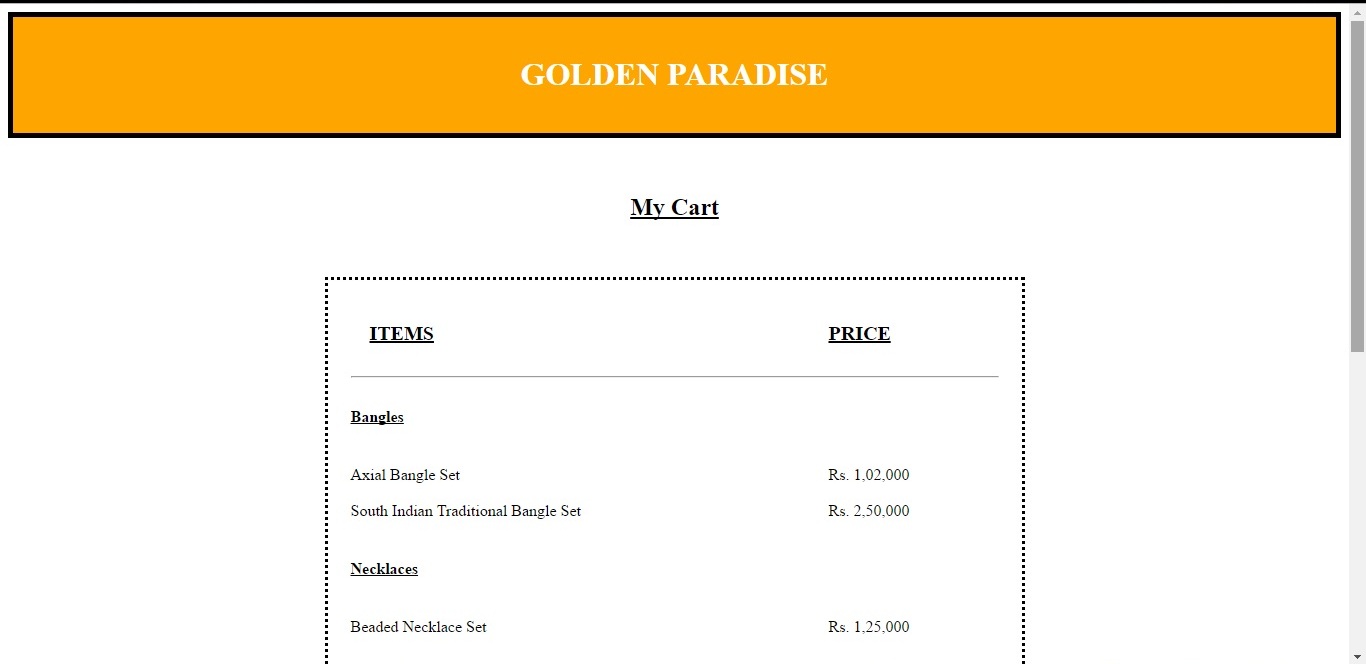 GOLDEN PARADISE
My Cart
ITEMS PRICE
Bangles
Axial Bangle Set Rs. 1,02,000
South Indian Traditional Bangle Set Rs. 2,50,000
Necklaces
Beaded Necklace Set Rs. 1,25,000